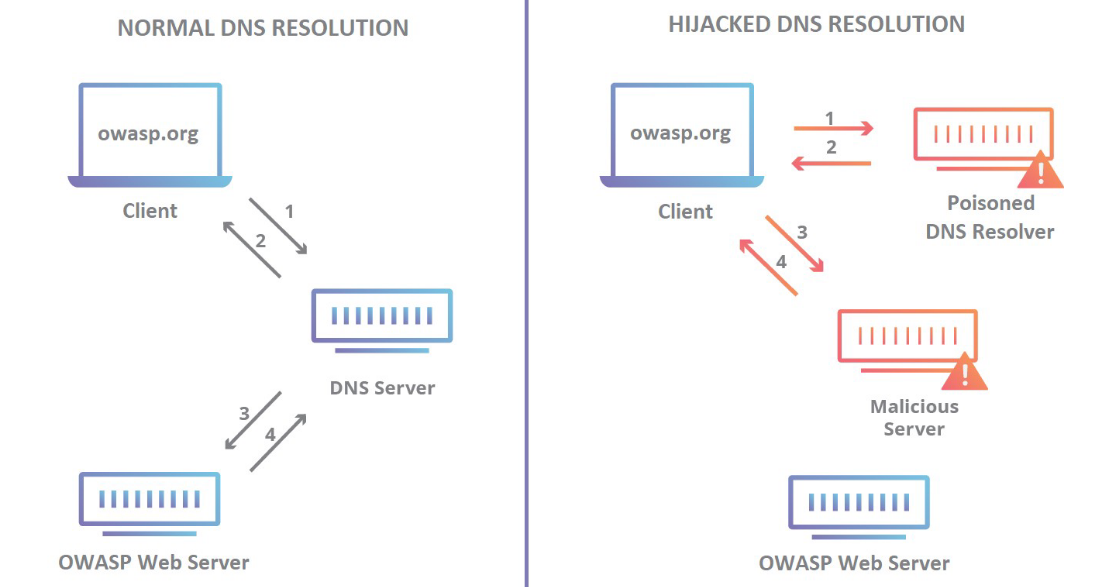 NORMAL DNS RESOLUTION
owasp.org
Client
1
2
DNS Server
3
4
OWASP Web Server
HIJACKED DNS RESOLUTION
owasp.org
1
2
Client
Poisoned
DNS Resolver
3
4
Malicious
Server
OWASP Web Server